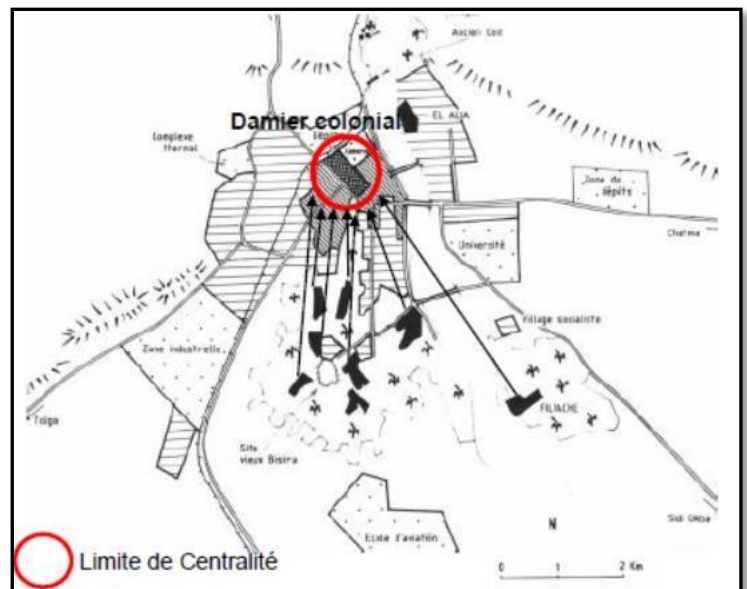 Ancien Col
Damier colonial
EL ALIA
Complexe
thermal
Zone de
dépôts
Chetma
Université
Village socialiste
Zone industrielle
FILIACHE
Tolga
Site
vieux Biskra
Sidi Okba
N
Ecole d'aviation
0 1 2 Km
Limite de Centralité